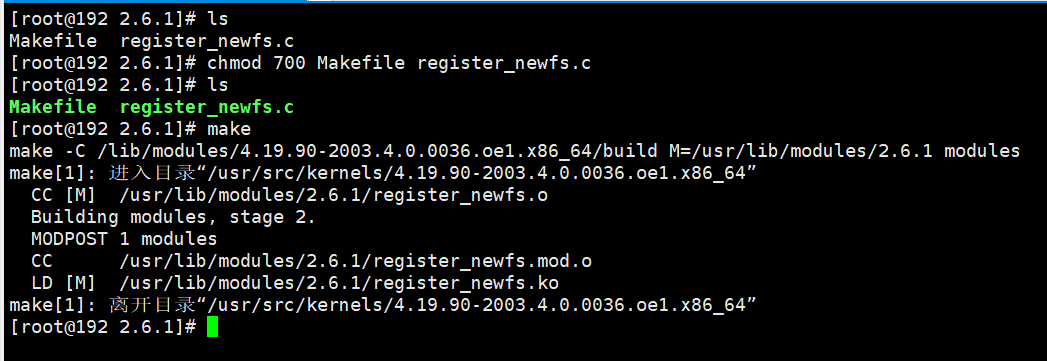 [root@192 2.6.1]# ls
Makefile  register_newfs.c
[root@192 2.6.1]# chmod 700 Makefile register_newfs.c
[root@192 2.6.1]# ls
Makefile  register_newfs.c
[root@192 2.6.1]# make
make -C /lib/modules/4.19.90-2003.4.0.0036.oe1.x86_64/build M=/usr/lib/modules/2.6.1 modules
make[1]: 进入目录“/usr/src/kernels/4.19.90-2003.4.0.0036.oe1.x86_64”
  CC [M]  /usr/lib/modules/2.6.1/register_newfs.o
  Building modules, stage 2.
  MODPOST 1 modules
  CC      /usr/lib/modules/2.6.1/register_newfs.mod.o
  LD [M]  /usr/lib/modules/2.6.1/register_newfs.ko
make[1]: 离开目录“/usr/src/kernels/4.19.90-2003.4.0.0036.oe1.x86_64”
[root@192 2.6.1]#